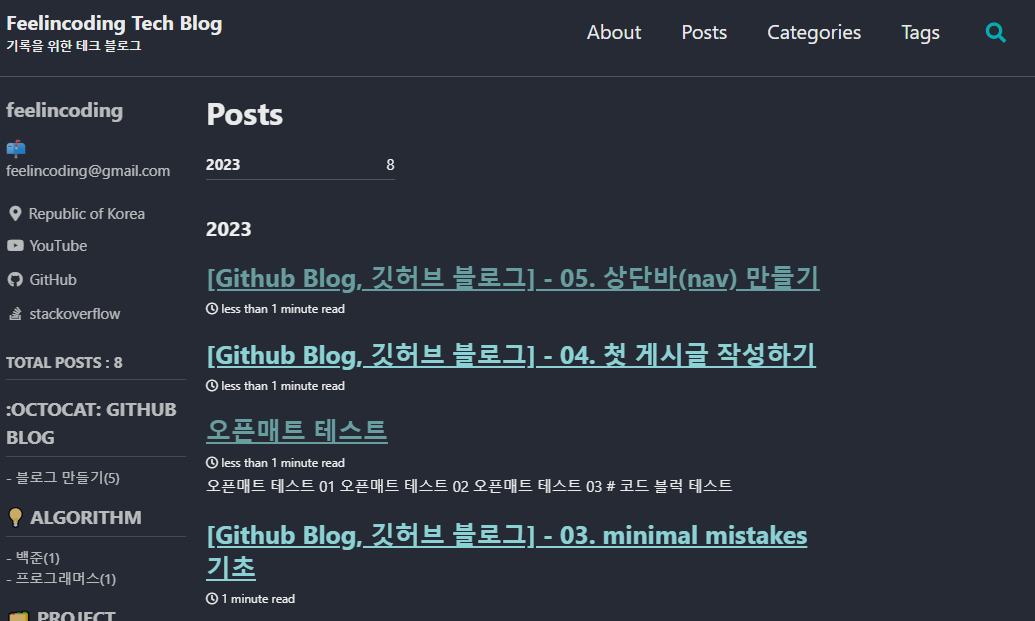 Feelincoding Tech Blog
기록을 위한 테크 블로그
About Posts Categories Tags
feelincoding
feelincoding@gmail.com
Republic of Korea
YouTube
GitHub
stackoverflow
TOTAL POSTS : 8
:OCTOCAT: GITHUB
BLOG
- 블로그 만들기(5)
ALGORITHM
- 백준(1)
- 프로그래머스(1)
PROJECT
Posts
2023 8
2023
[Github Blog, 깃허브 블로그] - 05. 상단바(nav) 만들기
less than 1 minute read
[Github Blog, 깃허브 블로그] - 04. 첫 게시글 작성하기
less than 1 minute read
오픈매트 테스트
less than 1 minute read
오픈매트 테스트 01 오픈매트 테스트 02 오픈매트 테스트 03 # 코드 블럭 테스트
[Github Blog, 깃허브 블로그] - 03. minimal mistakes
기초
1 minute read